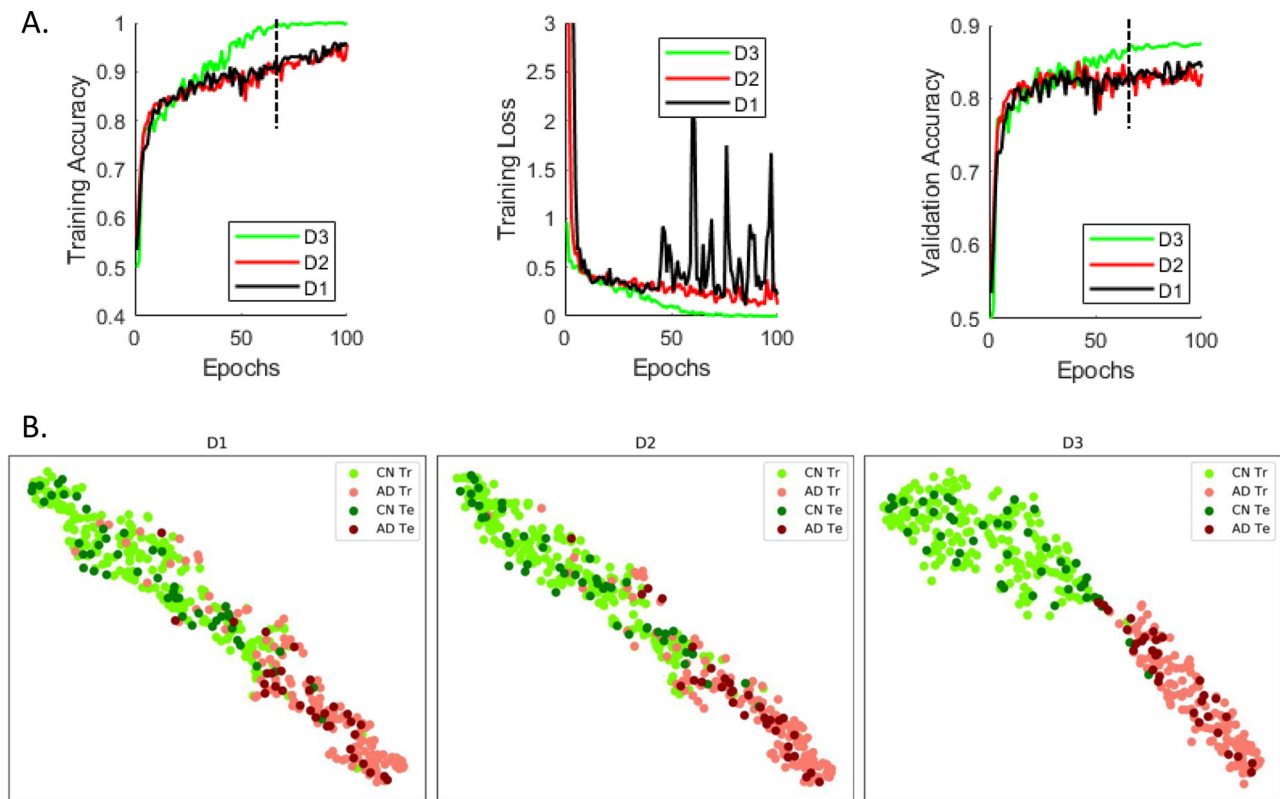 A.
Training Accuracy
1
0.9
0.8
0.7
0.6
0.5
0.4
0
50
100
Epochs
D3
D2
D1
Training Loss
3
2.5
2
1.5
1
0.5
0
0
50
100
Epochs
D3
D2
D1
Validation Accuracy
0.9
0.8
0.7
0.6
0.5
0
50
100
Epochs
D3
D2
D1
B.
D1
CN Tr
AD Tr
CN Te
AD Te
D2
CN Tr
AD Tr
CN Te
AD Te
D3
CN Tr
AD Tr
CN Te
AD Te